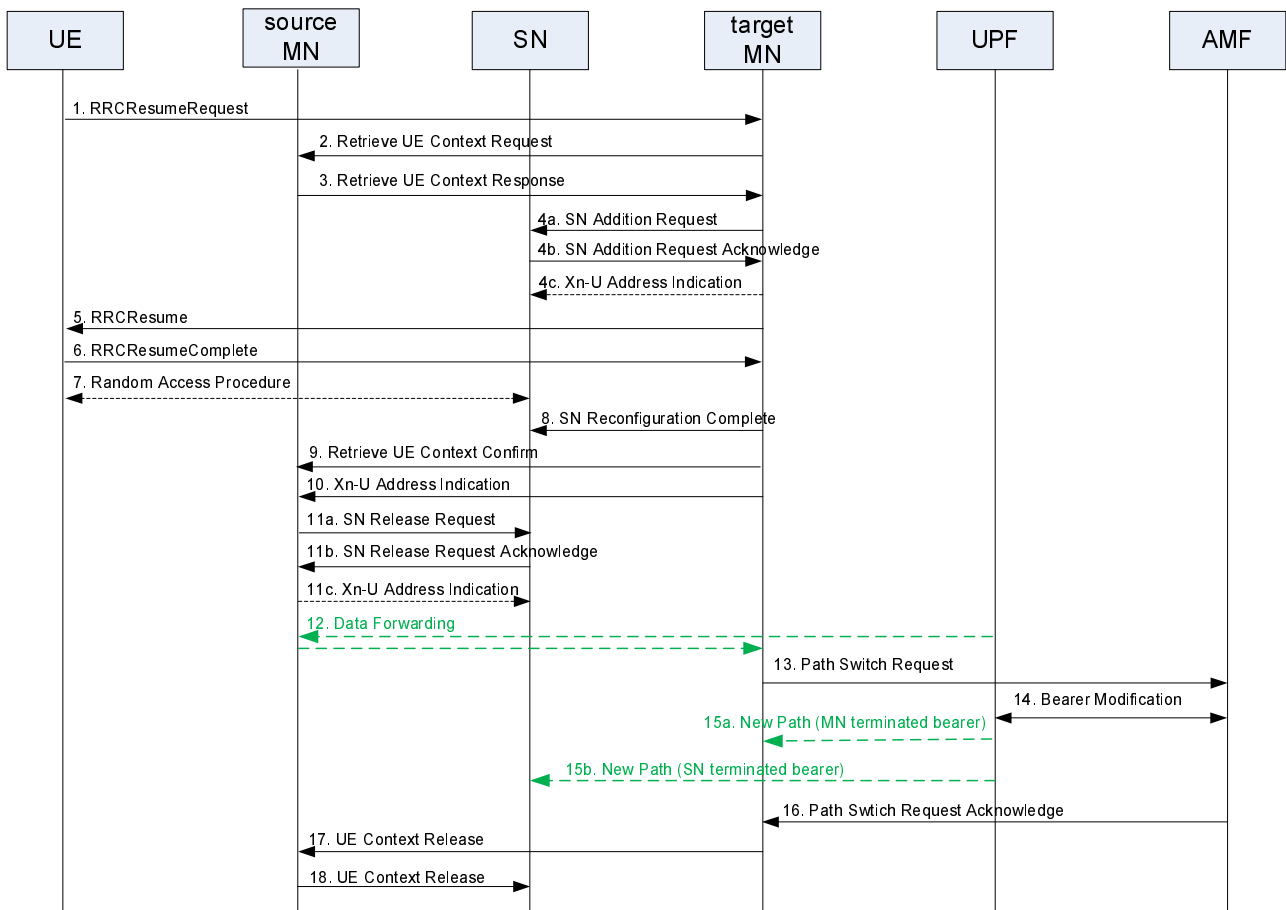 UE
source
MN
SN
target
MN
UPF
AMF
1. RRCResumeRequest
2. Retrieve UE Context Request
3. Retrieve UE Context Response
4a. SN Addition Request
4b. SN Addition Request Acknowledge
4c. Xn-U Address Indication
5. RRCResume
6. RRCResumeComplete
7. Random Access Procedure
8. SN Reconfiguration Complete
9. Retrieve UE Context Confirm
10. Xn-U Address Indication
11a. SN Release Request
11b. SN Release Request Acknowledge
11c. Xn-U Address Indication
12. Data Forwarding
13. Path Switch Request
14. Bearer Modification
15a. New Path (MN terminated bearer)
15b. New Path (SN terminated bearer)
16. Path Swtich Request Acknowledge
17. UE Context Release
18. UE Context Release